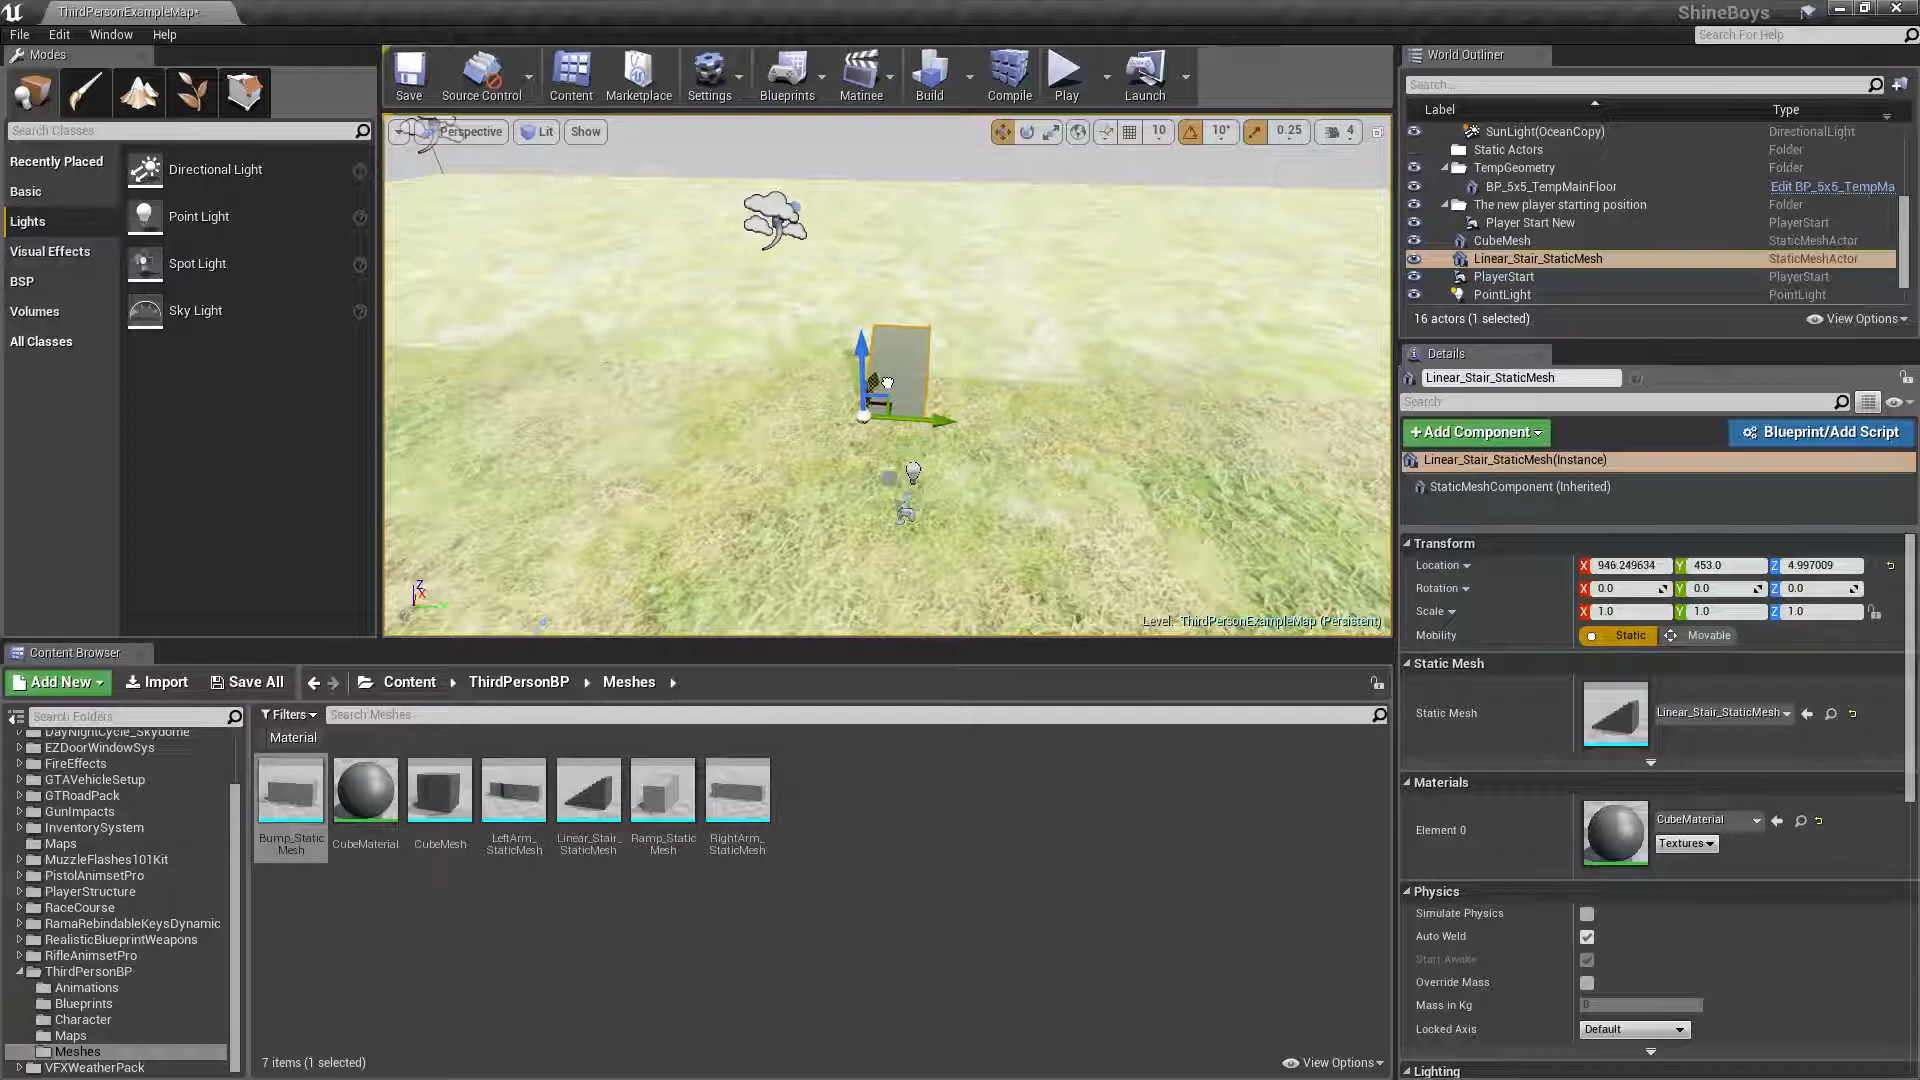 ThirdPersonExampleMap*
ShineBoys
File Edit Window Help
Search For Help
Modes
Search Classes
Recently Placed
Basic
Lights
Visual Effects
BSP
Volumes
All Classes
Directional Light
Point Light
Spot Light
Sky Light
Save Source Control Content Marketplace Settings Blueprints Matinee Build Compile Play Launch
Perspective Lit Show
10 10° 0.25 4
Z
X
Level: ThirdPersonExampleMap (Persistent)
World Outliner
Search...
Label Type
SunLight(OceanCopy) DirectionalLight
Static Actors Folder
TempGeometry Folder
BP_5x5_TempMainFloor Edit BP_5x5_TempMa
The new player starting position Folder
Player Start New PlayerStart
CubeMesh StaticMeshActor
Linear_Stair_StaticMesh StaticMeshActor
PlayerStart PlayerStart
PointLight PointLight
16 actors (1 selected) View Options
Details
Linear_Stair_StaticMesh
Search
+Add Component Blueprint/Add Script
Linear_Stair_StaticMesh(Instance)
StaticMeshComponent (Inherited)
Transform
Location X 946.249634 Y 453.0 Z 4.997009
Rotation X 0.0 Y 0.0 Z 0.0
Scale X 1.0 Y 1.0 Z 1.0
Mobility Static Movable
Static Mesh
Static Mesh Linear_Stair_StaticMesh
Materials
Element 0 CubeMaterial
Textures
Physics
Simulate Physics
Auto Weld
Start Awake
Override Mass
Mass in Kg 0
Locked Axis Default
Lighting
Content Browser
Add New Import Save All Content ThirdPersonBP Meshes
Search Folders
DayNightCycle_Skydome
EZDoorWindowSys
FireEffects
GTAVehicleSetup
GTRoadPack
GunImpacts
InventorySystem
Maps
MuzzleFlashes101Kit
PistolAnimsetPro
PlayerStructure
RaceCourse
RamaRebindableKeysDynamic
RealisticBlueprintWeapons
RifleAnimsetPro
ThirdPersonBP
Animations
Blueprints
Character
Maps
Meshes
VFXWeatherPack
Filters Search Meshes
Material
Bump_Static
Mesh
CubeMaterial
CubeMesh
LeftArm_
StaticMesh
Linear_Stair_
StaticMesh
Ramp_Static
Mesh
RightArm_
StaticMesh
7 items (1 selected) View Options